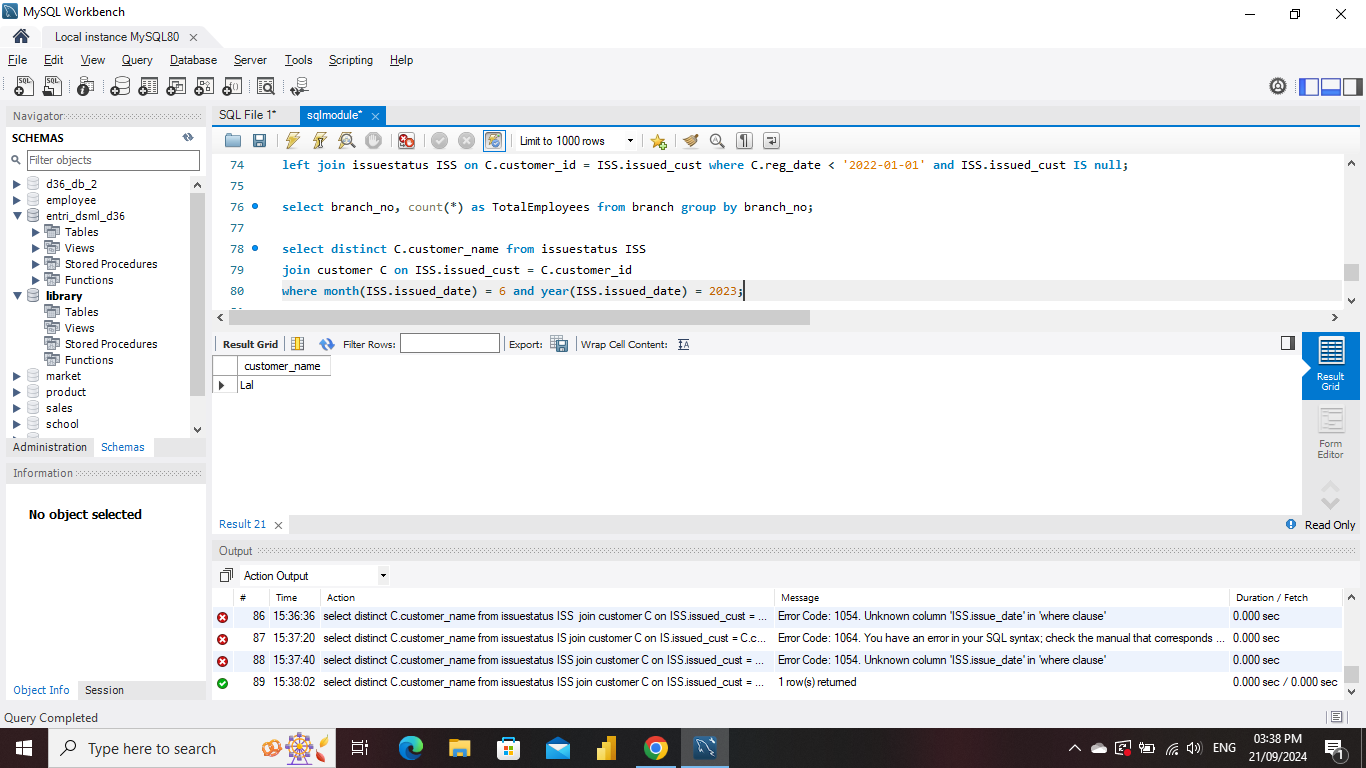 MySQL Workbench
Local instance MySQL80
File Edit View Query Database Server Tools Scripting Help
Navigator
SCHEMAS
Filter objects
d36_db_2
employee
entri_dsml_d36
Tables
Views
Stored Procedures
Functions
library
Tables
Views
Stored Procedures
Functions
market
product
sales
school
Administration Schemas
Information
No object selected
Object Info Session
SQL File 1* sqlmodule*
Limit to 1000 rows
74 left join issuestatus ISS on C.customer_id = ISS.issued_cust where C.reg_date < '2022-01-01' and ISS.issued_cust IS null;
75
76 select branch_no, count(*) as TotalEmployees from branch group by branch_no;
77
78 select distinct C.customer_name from issuestatus ISS
79 join customer C on ISS.issued_cust = C.customer_id
80 where month(ISS.issued_date) = 6 and year(ISS.issued_date) = 2023;
Result Grid Filter Rows: Export: Wrap Cell Content:
customer_name
Lal
Result Grid
Form Editor
Result 21
Read Only
Output
Action Output
# Time Action Message Duration / Fetch
86 15:36:36 select distinct C.customer_name from issuestatus ISS join customer C on ISS.issued_cust = ... Error Code: 1054. Unknown column 'ISS.issue_date' in 'where clause' 0.000 sec
87 15:37:20 select distinct C.customer_name from issuestatus IS join customer C on IS.issued_cust = C.c... Error Code: 1064. You have an error in your SQL syntax; check the manual that corresponds ... 0.000 sec
88 15:37:40 select distinct C.customer_name from issuestatus ISS join customer C on ISS.issued_cust = ... Error Code: 1054. Unknown column 'ISS.issue_date' in 'where clause' 0.000 sec
89 15:38:02 select distinct C.customer_name from issuestatus ISS join customer C on ISS.issued_cust = ... 1 row(s) returned 0.000 sec / 0.000 sec
Query Completed
Type here to search
ENG
03:38 PM
21/09/2024
1